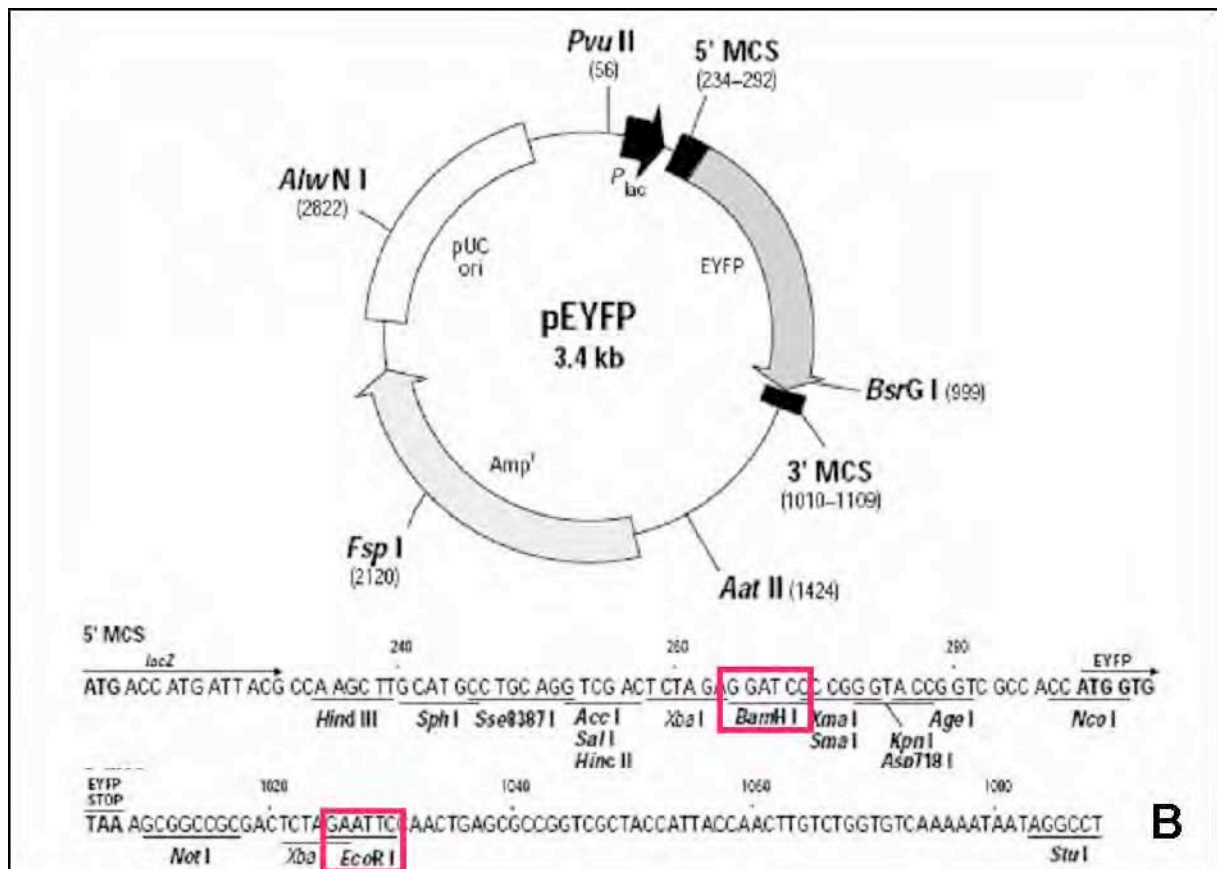 Pvu II
(56)
5' MCS
(234–292)
Plac
AlwN I
(2822)
pUC
ori
EYFP
pEYFP
3.4 kb
BsrG I (999)
3' MCS
(1010–1109)
Ampr
FspI
(2120)
Aat II (1424)
5' MCS
lacZ
240
260
280
EYFP
ATG ACC ATG ATT ACG CCA AGC TTG CAT GCC TGC AGG TCG ACT CTA GAG GAT CCC CGG GTA CCG GTC GCC ACC ATG GTG
Hind III
Sph I
Sse8387 I
Acc I
Sal I
Hinc II
Xba I
BamH I
Xma I
Sma I
Kpn I
Asp718 I
Age I
Nco I
EYFP
STOP
1020
1040
1060
1080
TAA AGCGGCCGCGACTCTAGAATTCCAACTGAGCGCCGGTCGCTACCATTACCAACTTGTCTGGTGTCAAAAATAATAGGCCT
Not I
Xba
EcoR I
Stu I
B